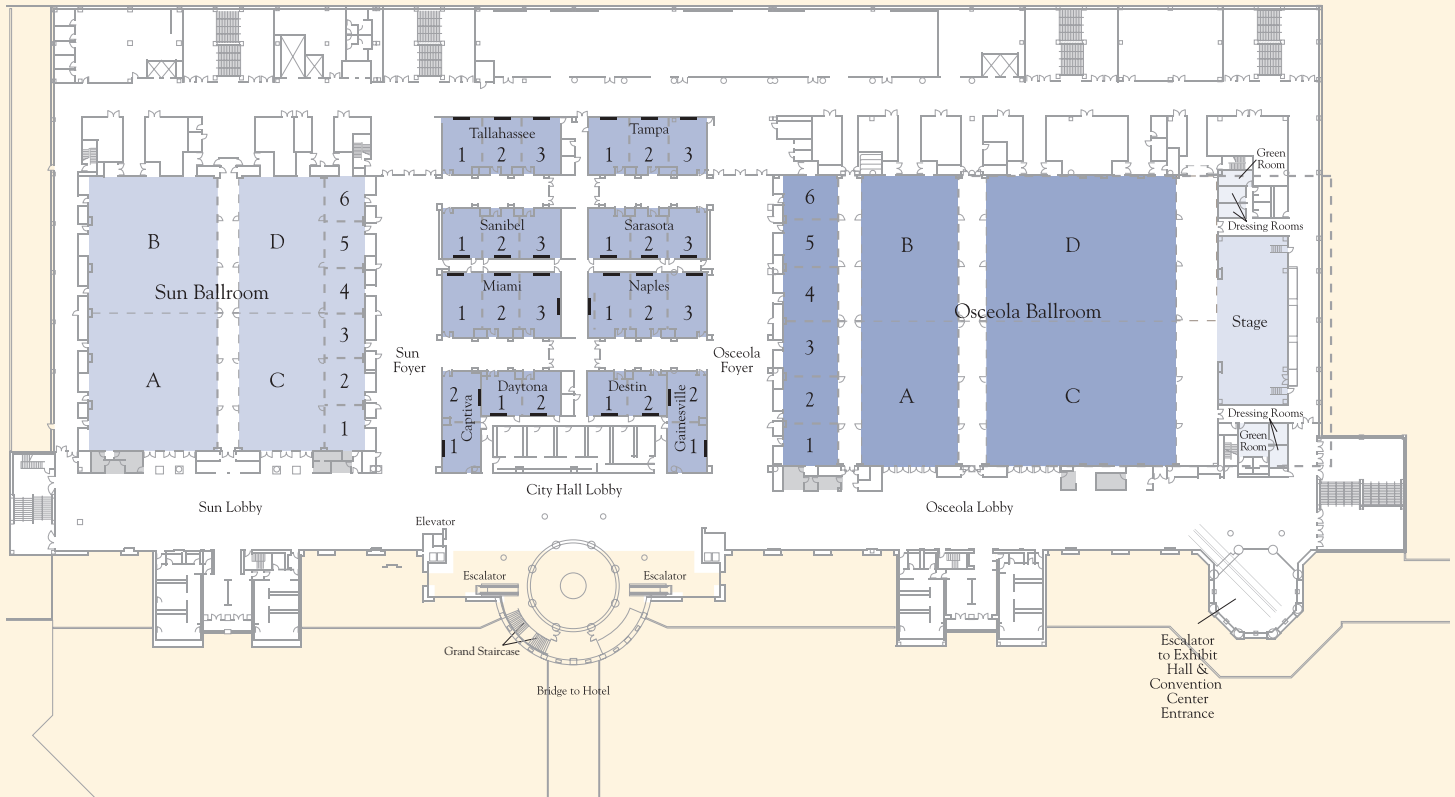 Tallahassee
1 2 3
Tampa
1 2 3
Sanibel
1 2 3
Sarasota
1 2 3
Miami
1 2 3
Naples
1 2 3
Daytona
1 2
Destin
1 2
Captiva
2
1
Gainesville
2
1
Sun Ballroom
B
D
A
C
6
5
4
3
2
1
Sun
Foyer
Osceola
Foyer
Osceola Ballroom
6
5
4
3
2
1
B
D
A
C
Green
Room
Dressing Rooms
Stage
Dressing Rooms
Green
Room
Sun Lobby
City Hall Lobby
Osceola Lobby
Elevator
Escalator
Escalator
Grand Staircase
Bridge to Hotel
Escalator
to Exhibit
Hall &
Convention
Center
Entrance